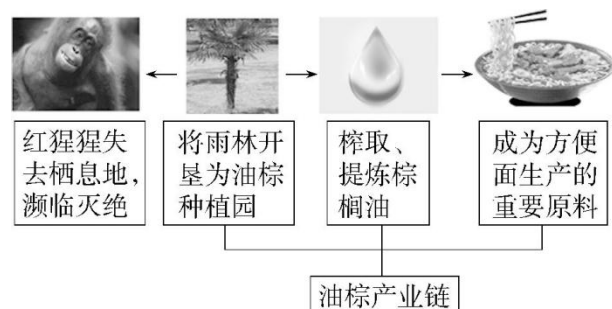 红猩猩失
去栖息地，
濒临灭绝
将雨林开
垦为油棕
种植园
榨取、
提炼棕
榈油
成为方便
面生产的
重要原料
油棕产业链